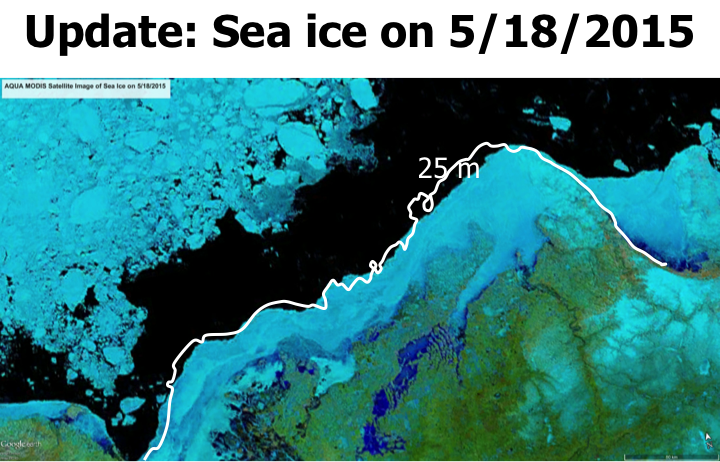 Update: Sea ice on 5/18/2015
AQUA MODIS Satellite Image of Sea Ice on 5/18/2015
25 m
Google earth